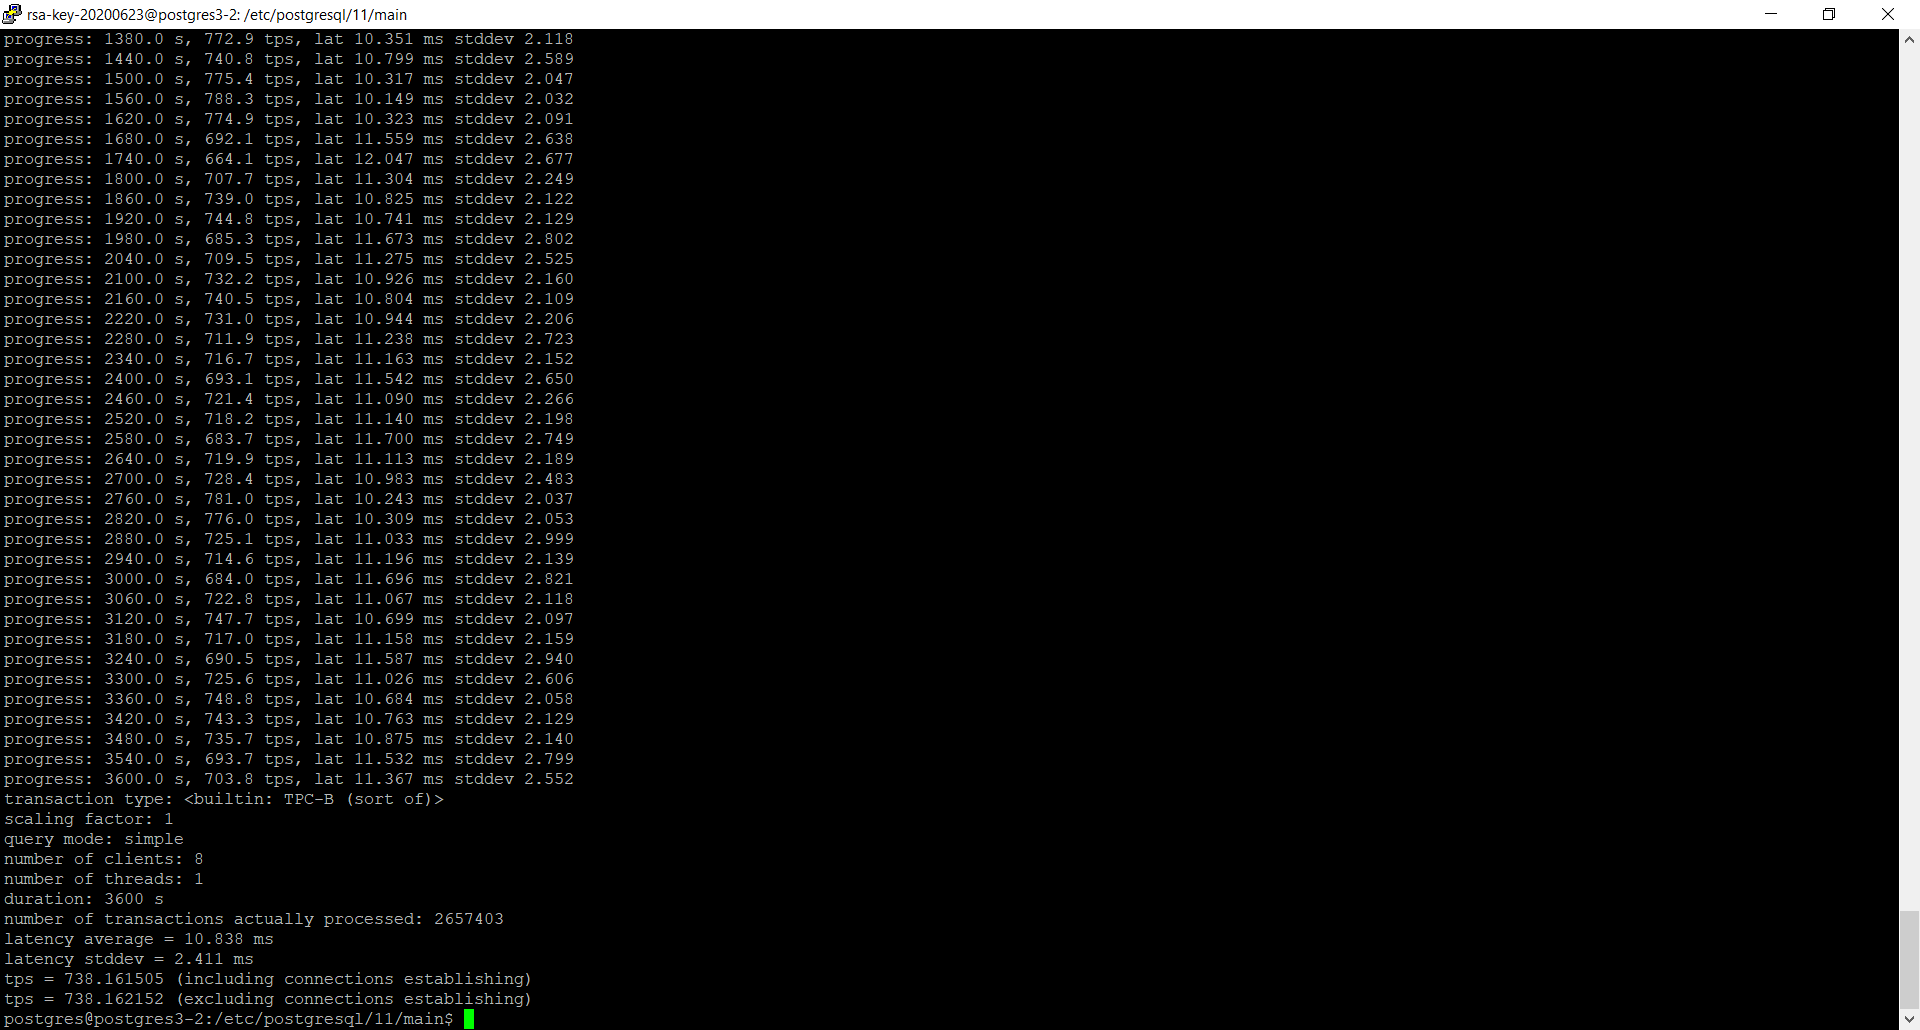 rsa-key-20200623@postgres3-2: /etc/postgresql/11/main
progress: 1380.0 s, 772.9 tps, lat 10.351 ms stddev 2.118
progress: 1440.0 s, 740.8 tps, lat 10.799 ms stddev 2.589
progress: 1500.0 s, 775.4 tps, lat 10.317 ms stddev 2.047
progress: 1560.0 s, 788.3 tps, lat 10.149 ms stddev 2.032
progress: 1620.0 s, 774.9 tps, lat 10.323 ms stddev 2.091
progress: 1680.0 s, 692.1 tps, lat 11.559 ms stddev 2.638
progress: 1740.0 s, 664.1 tps, lat 12.047 ms stddev 2.677
progress: 1800.0 s, 707.7 tps, lat 11.304 ms stddev 2.249
progress: 1860.0 s, 739.0 tps, lat 10.825 ms stddev 2.122
progress: 1920.0 s, 744.8 tps, lat 10.741 ms stddev 2.129
progress: 1980.0 s, 685.3 tps, lat 11.673 ms stddev 2.802
progress: 2040.0 s, 709.5 tps, lat 11.275 ms stddev 2.525
progress: 2100.0 s, 732.2 tps, lat 10.926 ms stddev 2.160
progress: 2160.0 s, 740.5 tps, lat 10.804 ms stddev 2.109
progress: 2220.0 s, 731.0 tps, lat 10.944 ms stddev 2.206
progress: 2280.0 s, 711.9 tps, lat 11.238 ms stddev 2.723
progress: 2340.0 s, 716.7 tps, lat 11.163 ms stddev 2.152
progress: 2400.0 s, 693.1 tps, lat 11.542 ms stddev 2.650
progress: 2460.0 s, 721.4 tps, lat 11.090 ms stddev 2.266
progress: 2520.0 s, 718.2 tps, lat 11.140 ms stddev 2.198
progress: 2580.0 s, 683.7 tps, lat 11.700 ms stddev 2.749
progress: 2640.0 s, 719.9 tps, lat 11.113 ms stddev 2.189
progress: 2700.0 s, 728.4 tps, lat 10.983 ms stddev 2.483
progress: 2760.0 s, 781.0 tps, lat 10.243 ms stddev 2.037
progress: 2820.0 s, 776.0 tps, lat 10.309 ms stddev 2.053
progress: 2880.0 s, 725.1 tps, lat 11.033 ms stddev 2.999
progress: 2940.0 s, 714.6 tps, lat 11.196 ms stddev 2.139
progress: 3000.0 s, 684.0 tps, lat 11.696 ms stddev 2.821
progress: 3060.0 s, 722.8 tps, lat 11.067 ms stddev 2.118
progress: 3120.0 s, 747.7 tps, lat 10.699 ms stddev 2.097
progress: 3180.0 s, 717.0 tps, lat 11.158 ms stddev 2.159
progress: 3240.0 s, 690.5 tps, lat 11.587 ms stddev 2.940
progress: 3300.0 s, 725.6 tps, lat 11.026 ms stddev 2.606
progress: 3360.0 s, 748.8 tps, lat 10.684 ms stddev 2.058
progress: 3420.0 s, 743.3 tps, lat 10.763 ms stddev 2.129
progress: 3480.0 s, 735.7 tps, lat 10.875 ms stddev 2.140
progress: 3540.0 s, 693.7 tps, lat 11.532 ms stddev 2.799
progress: 3600.0 s, 703.8 tps, lat 11.367 ms stddev 2.552
transaction type: <builtin: TPC-B (sort of)>
scaling factor: 1
query mode: simple
number of clients: 8
number of threads: 1
duration: 3600 s
number of transactions actually processed: 2657403
latency average = 10.838 ms
latency stddev = 2.411 ms
tps = 738.161505 (including connections establishing)
tps = 738.162152 (excluding connections establishing)
postgres@postgres3-2:/etc/postgresql/11/main$